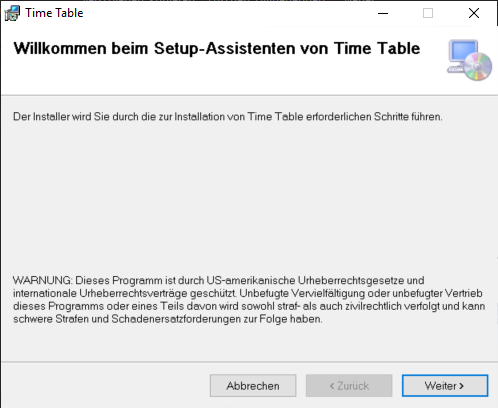 Time Table
Willkommen beim Setup-Assistenten von Time Table
Der Installer wird Sie durch die zur Installation von Time Table erforderlichen Schritte führen.
WARNUNG: Dieses Programm ist durch US-amerikanische Urheberrechtsgesetze und
internationale Urheberrechtsverträge geschützt. Unbefugte Vervielfältigung oder unbefugter Vertrieb
dieses Programms oder eines Teils davon wird sowohl straf- als auch zivilrechtlich verfolgt und kann
schwere Strafen und Schadenersatzforderungen zur Folge haben.
Abbrechen
< Zurück
Weiter >